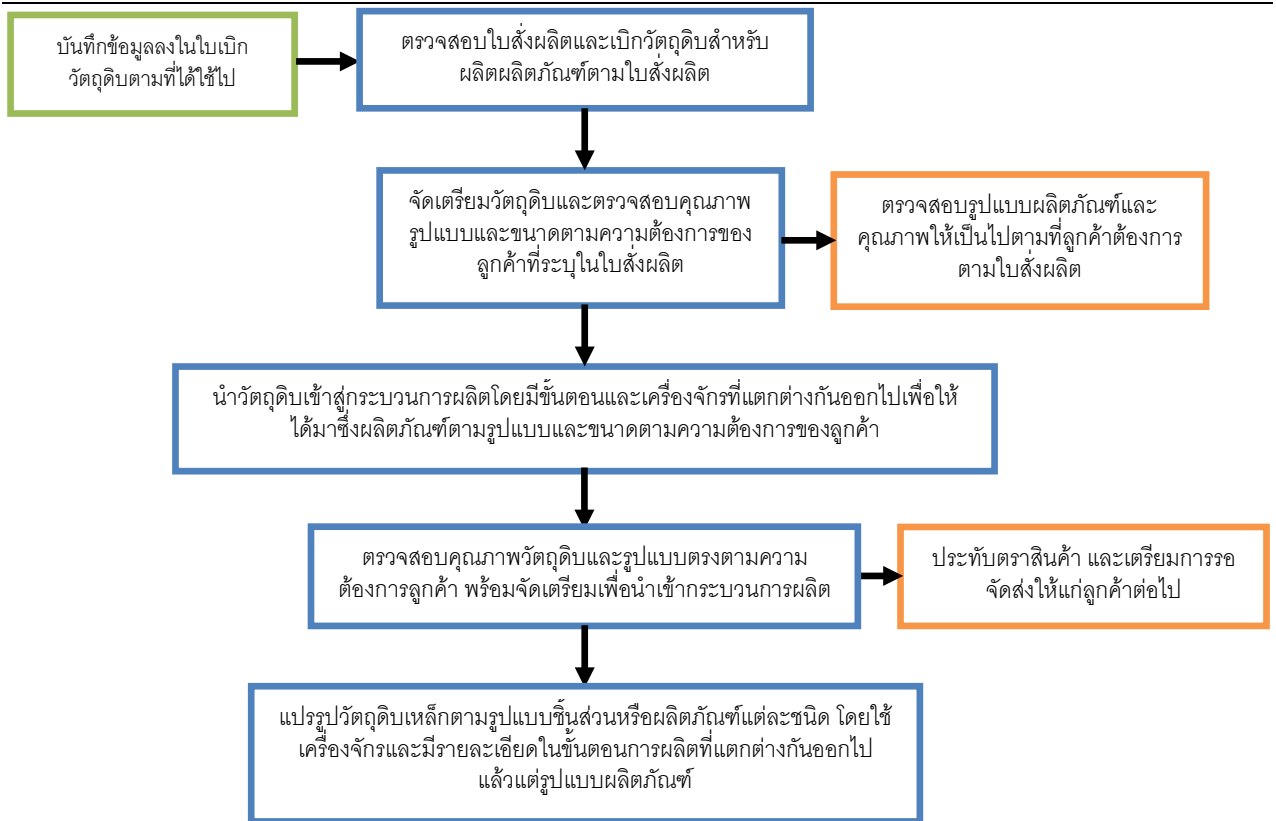 บันทึกข้อมูลลงในใบเบิก
วัตถุดิบตามที่ได้ใช้ไป
ตรวจสอบใบสั่งผลิตและเบิกวัตถุดิบสำหรับ
ผลิตผลิตภัณฑ์ตามใบสั่งผลิต
จัดเตรียมวัตถุดิบและตรวจสอบคุณภาพ
รูปแบบและขนาดตามความต้องการของ
ลูกค้าที่ระบุในใบสั่งผลิต
ตรวจสอบรูปแบบผลิตภัณฑ์และ
คุณภาพให้เป็นไปตามที่ลูกค้าต้องการ
ตามใบสั่งผลิต
นำวัตถุดิบเข้าสู่กระบวนการผลิตโดยมีขั้นตอนและเครื่องจักรที่แตกต่างกันออกไปเพื่อให้
ได้มาซึ่งผลิตภัณฑ์ตามรูปแบบและขนาดตามความต้องการของลูกค้า
ตรวจสอบคุณภาพวัตถุดิบและรูปแบบตรงตามความ
ต้องการลูกค้า พร้อมจัดเตรียมเพื่อนำเข้ากระบวนการผลิต
ประทับตราสินค้า และเตรียมการรอ
จัดส่งให้แก่ลูกค้าต่อไป
แปรรูปวัตถุดิบเหล็กตามรูปแบบชิ้นส่วนหรือผลิตภัณฑ์แต่ละชนิด โดยใช้
เครื่องจักรและมีรายละเอียดในขั้นตอนการผลิตที่แตกต่างกันออกไป
แล้วแต่รูปแบบผลิตภัณฑ์